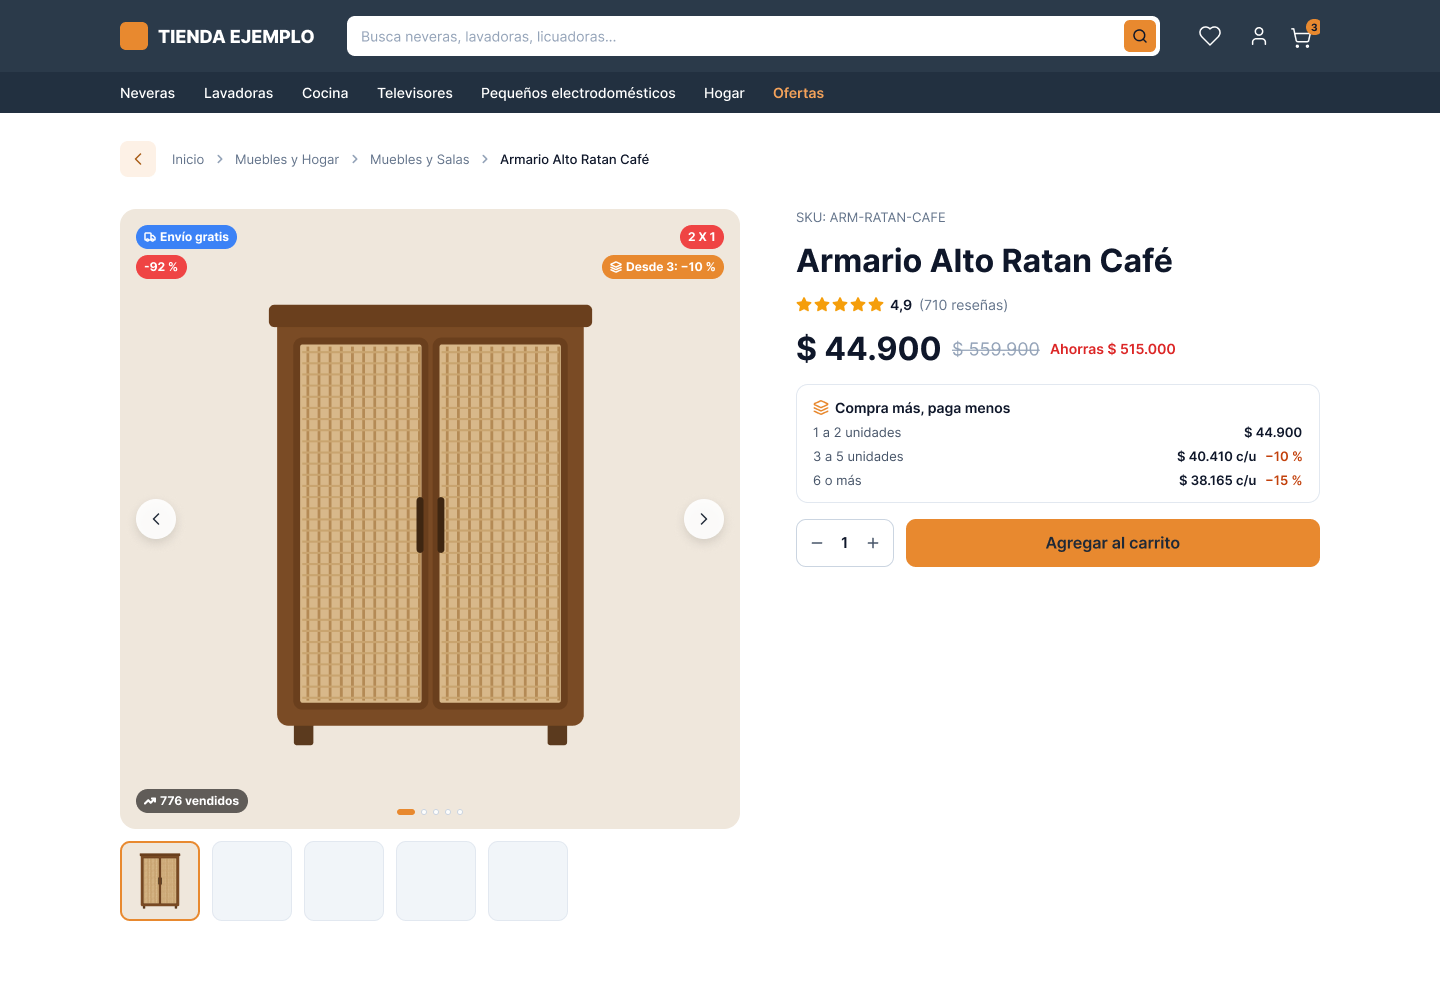 TIENDA EJEMPLO
Busca neveras, lavadoras, licuadoras...
3
Neveras Lavadoras Cocina Televisores Pequeños electrodomésticos Hogar Ofertas
Inicio Muebles y Hogar Muebles y Salas Armario Alto Ratan Café
Envío gratis
2 X 1
-92 %
Desde 3: −10 %
776 vendidos
SKU: ARM-RATAN-CAFE
Armario Alto Ratan Café
4,9 (710 reseñas)
$ 44.900 $ 559.900 Ahorras $ 515.000
Compra más, paga menos
1 a 2 unidades $ 44.900
3 a 5 unidades $ 40.410 c/u −10 %
6 o más $ 38.165 c/u −15 %
− 1 + Agregar al carrito